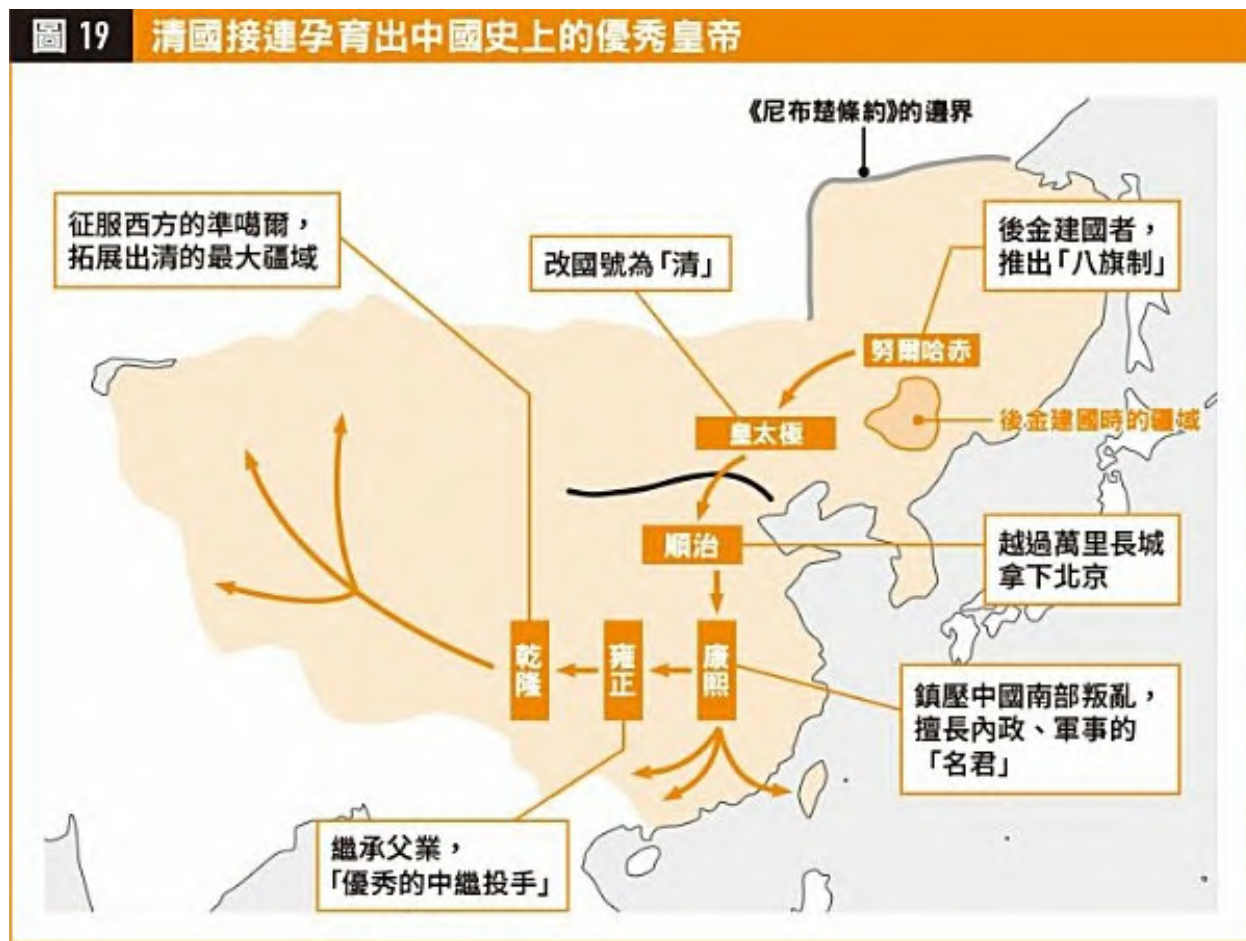 圖 19 清國接連孕育出中國史上的優秀皇帝
《尼布楚條約》的邊界
征服西方的準噶爾，
拓展出清的最大疆域
改國號為「清」
後金建國者，
推出「八旗制」
努爾哈赤
皇太極
後金建國時的疆域
順治
越過萬里長城
拿下北京
乾隆
雍正
康熙
鎮壓中國南部叛亂，
擅長內政、軍事的
「名君」
繼承父業，
「優秀的中繼投手」